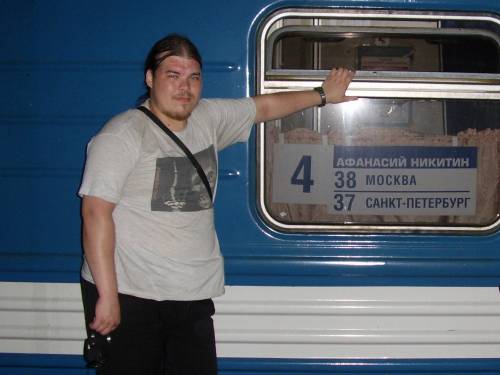 4
АФАНАСИЙ НИКИТИН
38 МОСКВА
37 САНКТ-ПЕТЕРБУРГ